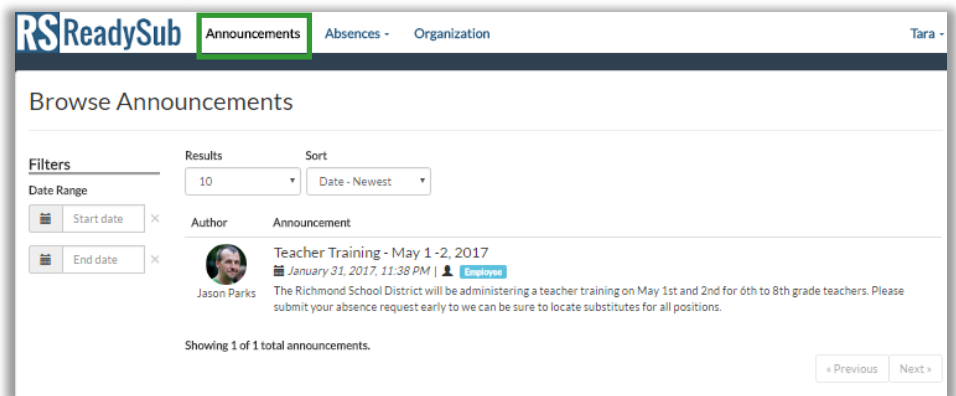 RS ReadySub Announcements Absences - Organization Tara -
Browse Announcements
Filters
Date Range
Start date ×
End date ×
Results Sort
10 Date - Newest
Author Announcement
Teacher Training - May 1 -2, 2017
January 31, 2017, 11:38 PM | Employee
Jason Parks
The Richmond School District will be administering a teacher training on May 1st and 2nd for 6th to 8th grade teachers. Please
submit your absence request early to we can be sure to locate substitutes for all positions.
Showing 1 of 1 total announcements.
« Previous Next »